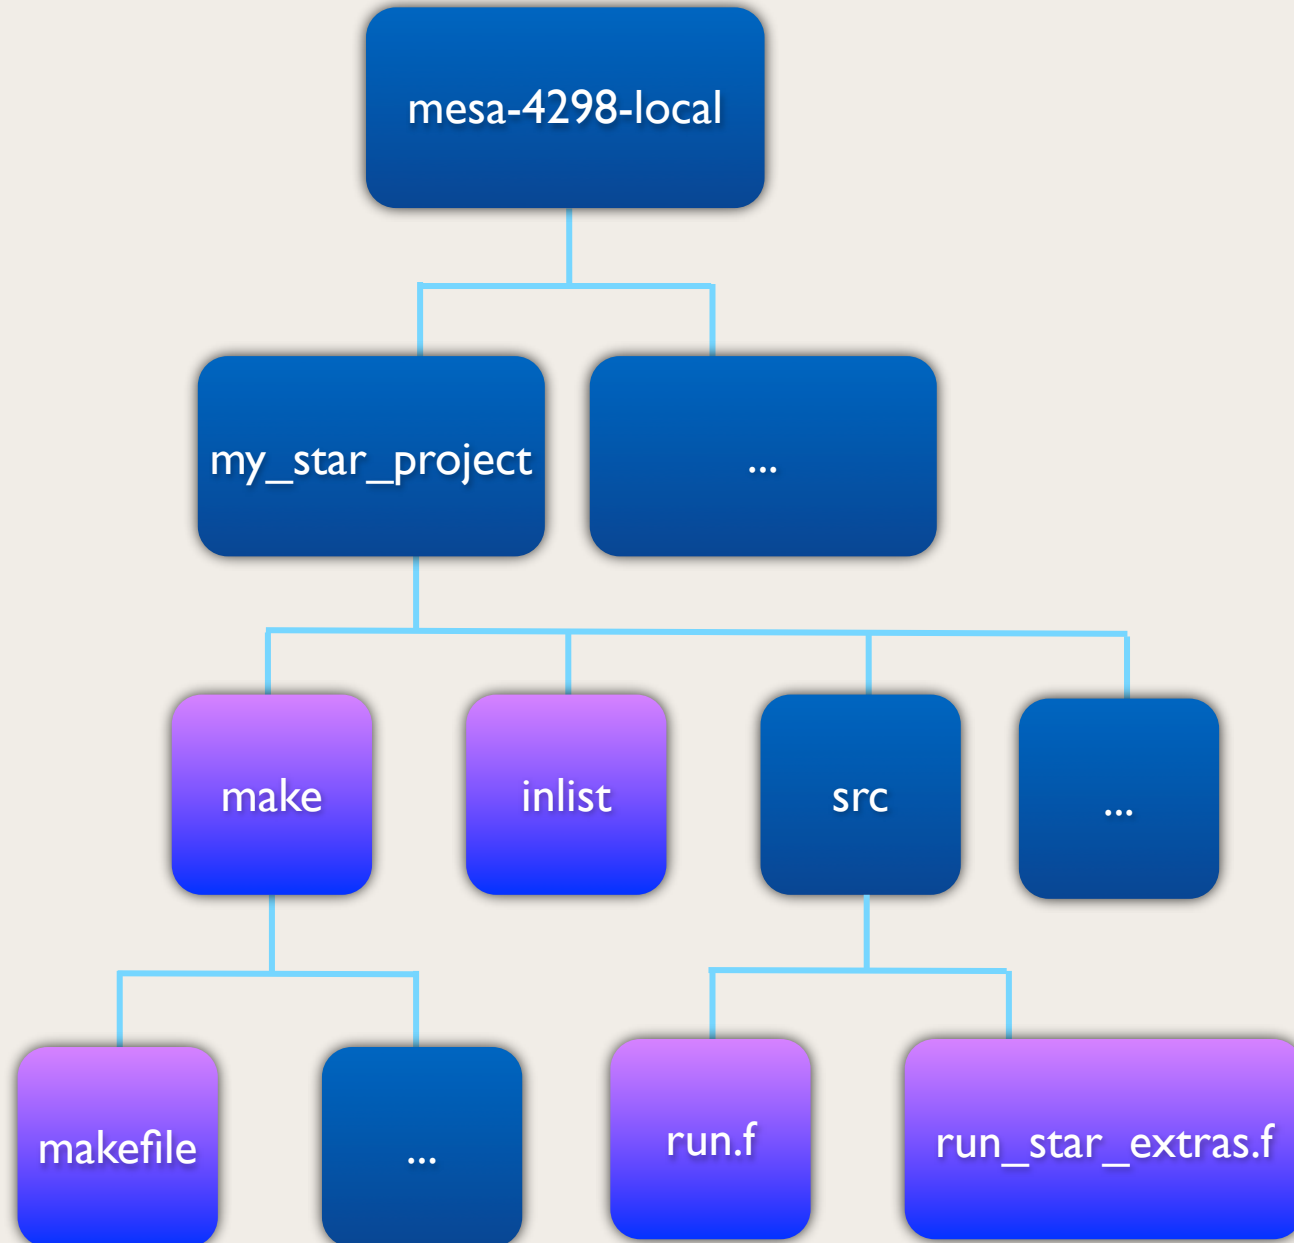 mesa-4298-local
my_star_project
...
make
inlist
src
...
makefile
...
run.f
run_star_extras.f